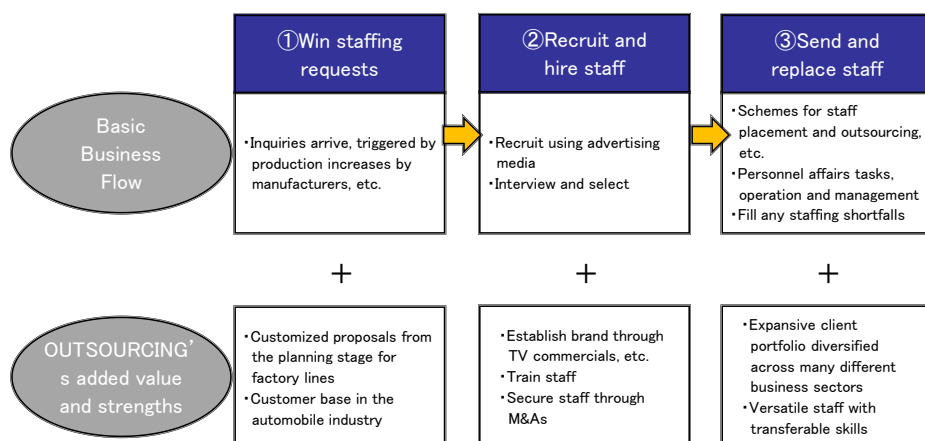 ①Win staffing
requests
②Recruit and
hire staff
③Send and
replace staff
Basic
Business
Flow
・Inquiries arrive, triggered by
production increases by
manufacturers, etc.
・Recruit using advertising
media
・Interview and select
・Schemes for staff
placement and outsourcing,
etc.
・Personnel affairs tasks,
operation and management
・Fill any staffing shortfalls
+
+
+
OUTSOURCING'
s added value
and strengths
・Customized proposals from
the planning stage for
factory lines
・Customer base in the
automobile industry
・Establish brand through
TV commercials, etc.
・Train staff
・Secure staff through
M&As
・Expansive client
portfolio diversified
across many different
business sectors
・Versatile staff with
transferable skills